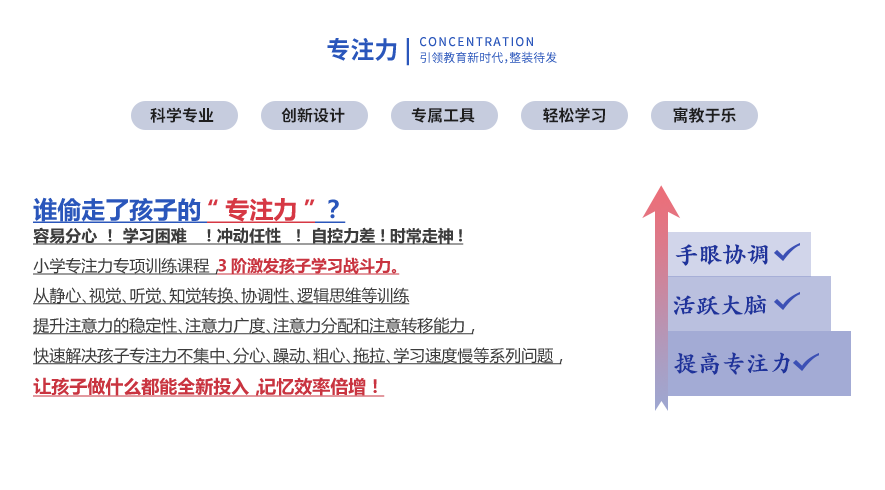 专注力
CONCENTRATION
引领教育新时代,整装待发
科学专业
创新设计
专属工具
轻松学习
寓教于乐
谁偷走了孩子的“专注力”？
容易分心！学习困难 ！冲动任性 ！自控力差！时常走神！
小学专注力专项训练课程,3阶激发孩子学习战斗力。
从静心、视觉、听觉、知觉转换、协调性、逻辑思维等训练
提升注意力的稳定性、注意力广度、注意力分配和注意转移能力,
快速解决孩子专注力不集中、分心、躁动、粗心、拖拉、学习速度慢等系列问题,
让孩子做什么都能全新投入,记忆效率倍增！
手眼协调
活跃大脑
提高专注力